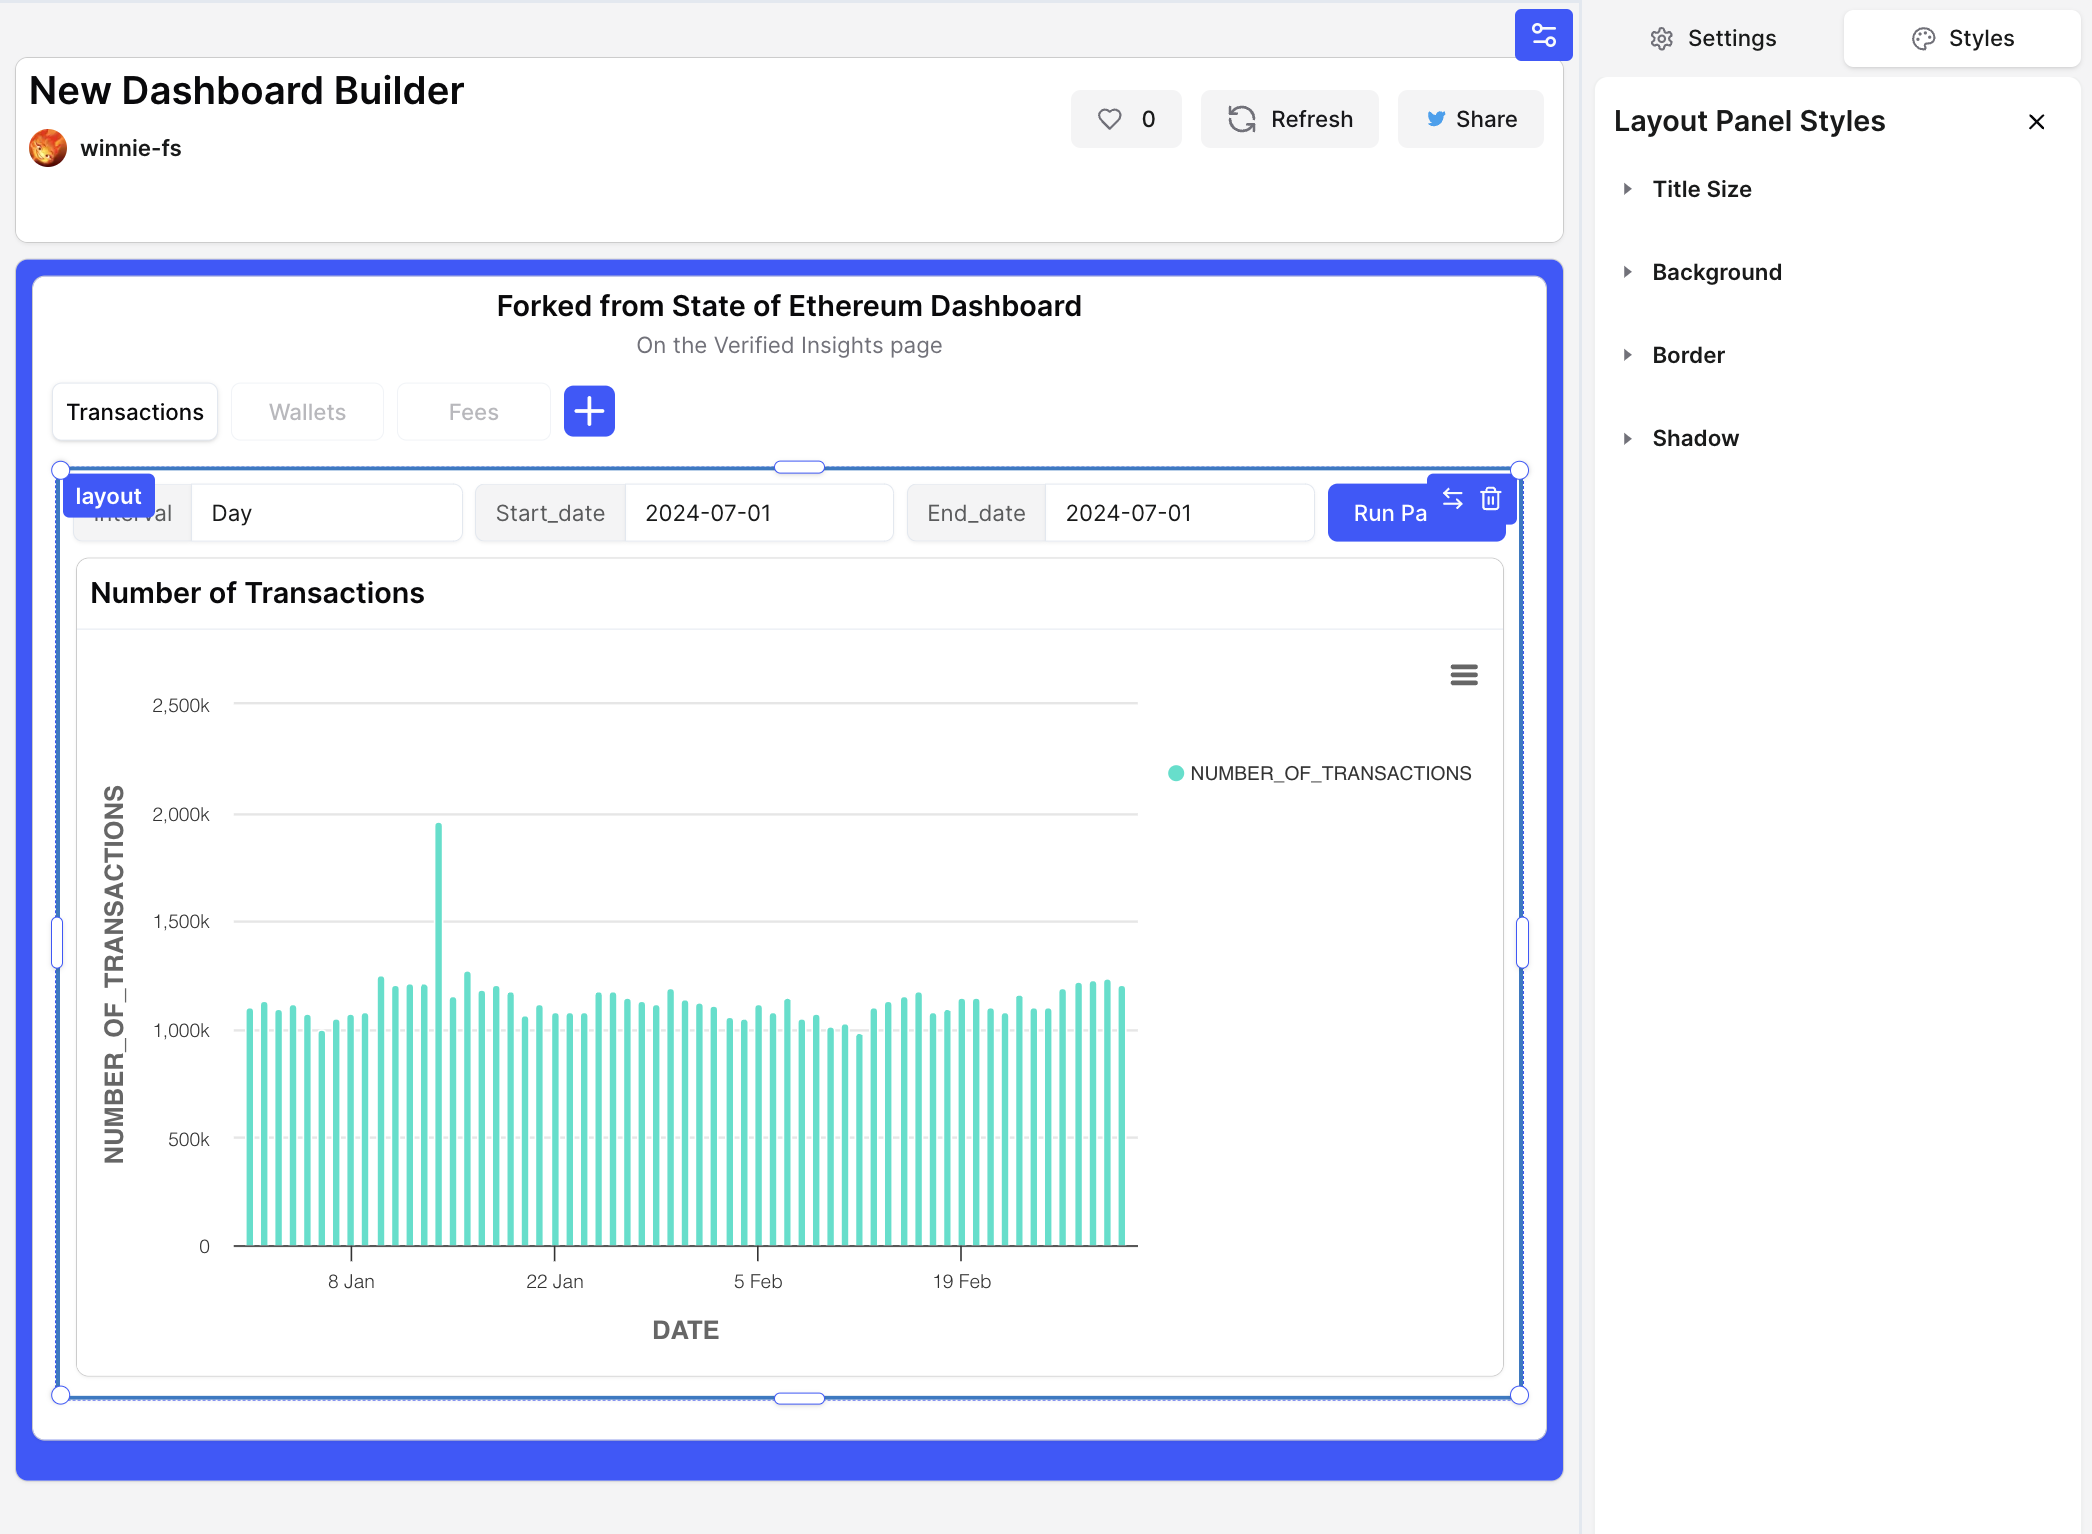 New Dashboard Builder
winnie-fs
0
Refresh
Share
Settings
Styles
Layout Panel Styles
Title Size
Background
Border
Shadow
Forked from State of Ethereum Dashboard
On the Verified Insights page
Transactions
Wallets
Fees
layout
Day
Start_date
2024-07-01
End_date
2024-07-01
Run Pa
Number of Transactions
NUMBER_OF_TRANSACTIONS
2,500k
2,000k
1,500k
1,000k
500k
0
8 Jan
22 Jan
5 Feb
19 Feb
DATE
NUMBER_OF_TRANSACTIONS